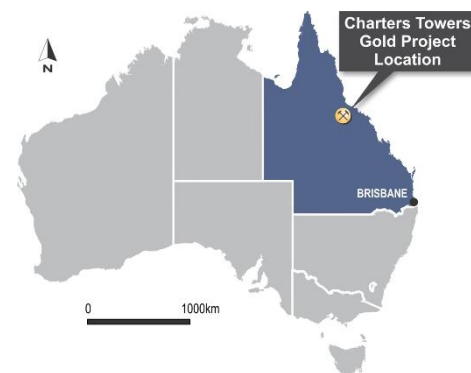 Charters Towers
Gold Project
Location
N
BRISBANE
0 1000km